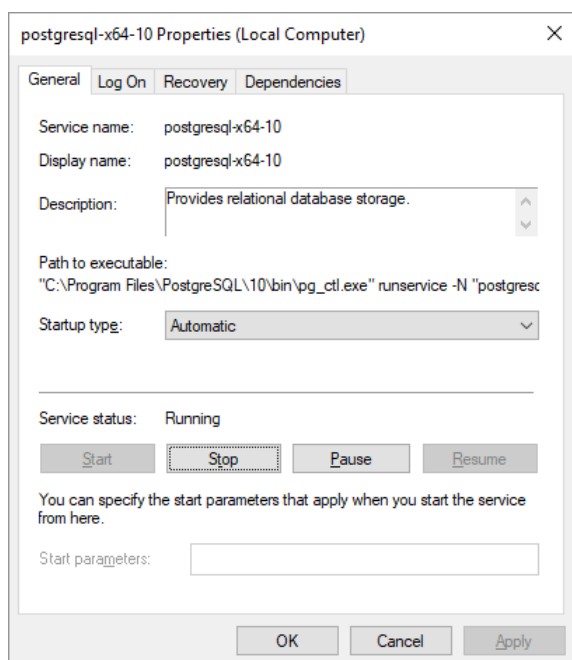 postgresql-x64-10 Properties (Local Computer)
General Log On Recovery Dependencies
Service name: postgresql-x64-10
Display name: postgresql-x64-10
Description: Provides relational database storage.
Path to executable:
"C:\Program Files\PostgreSQL\10\bin\pg_ctl.exe" runservice -N "postgresc
Startup type: Automatic
Service status: Running
Start Stop Pause Resume
You can specify the start parameters that apply when you start the service
from here.
Start parameters:
OK Cancel Apply